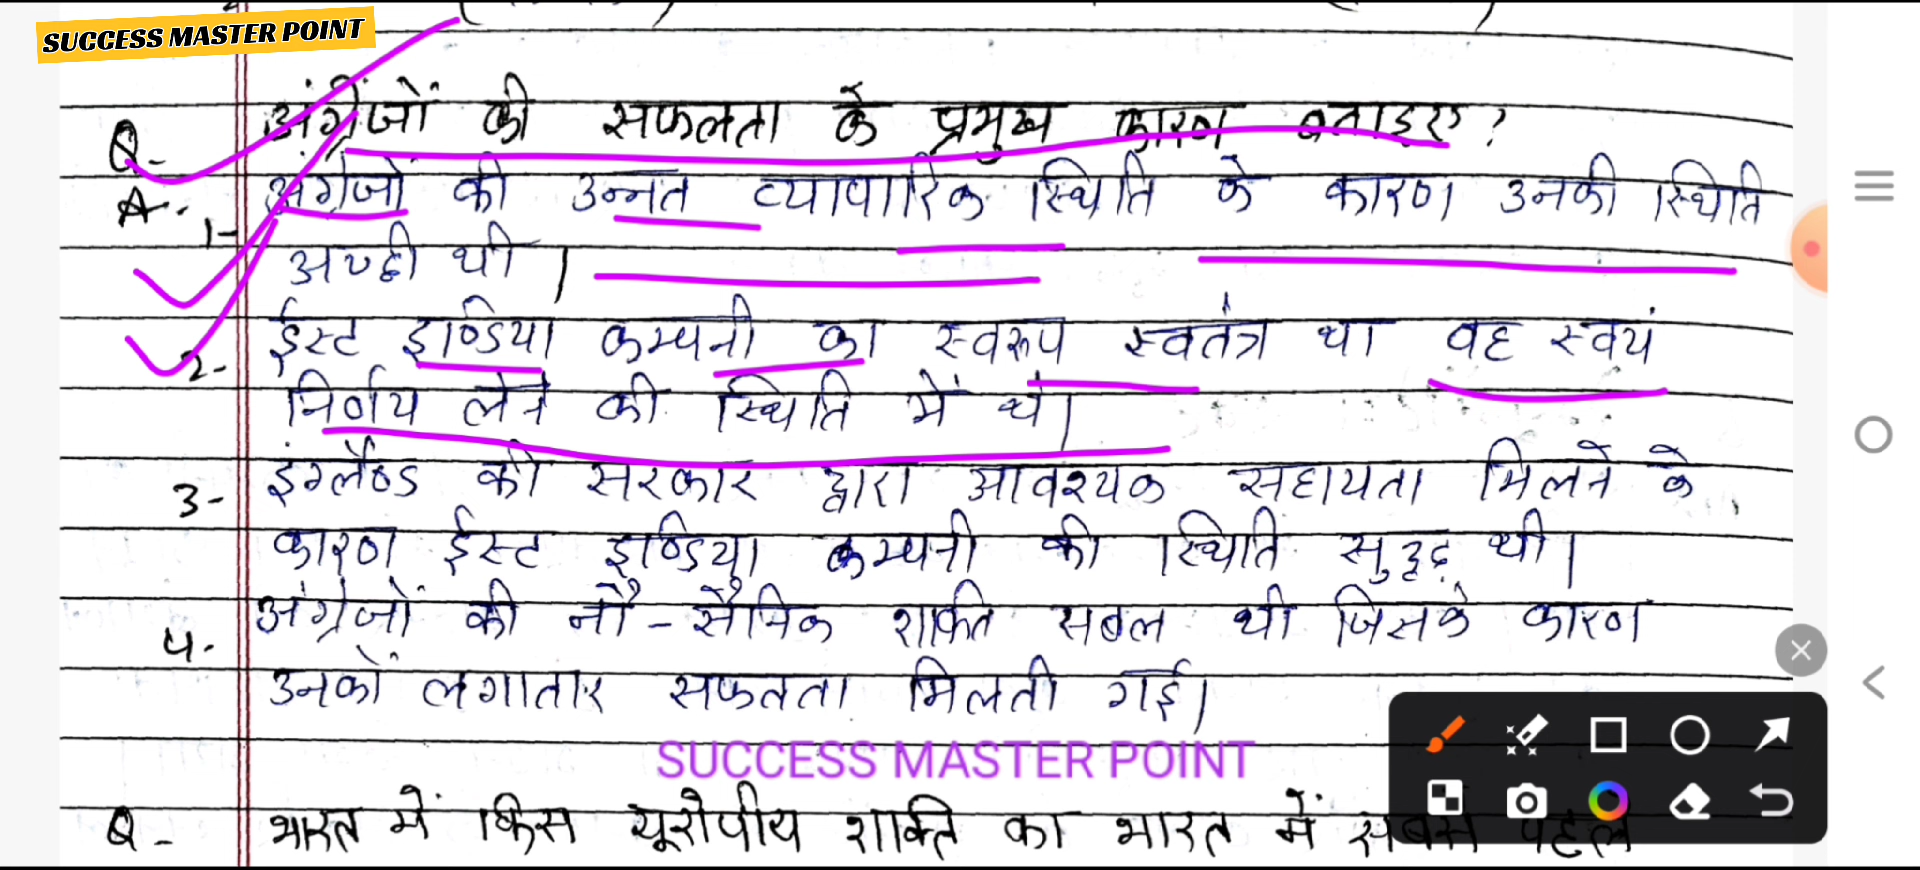 SUCCESS MASTER POINT
Q- अंग्रेजों की सफलता के प्रमुख कारण बताइए?
A- 1- अंग्रेजों की उन्नत व्यापारिक स्थिति के कारण उनकी स्थिति
अच्छी थी।
2- ईस्ट इण्डिया कम्पनी का स्वरूप स्वतंत्र था वह स्वयं
निर्णय लेने की स्थिति में थे।
3- इंग्लैण्ड की सरकार द्वारा आवश्यक सहायता मिलने के
कारण ईस्ट इण्डिया कम्पनी की स्थिति सुदृढ़ थी।
4- अंग्रेजों की नौ-सैनिक शक्ति सबल थी जिसके कारण
उनको लगातार सफलता मिलती गई।
SUCCESS MASTER POINT
Q- भारत में किस यूरोपीय शक्ति का भारत में सबसे पहले